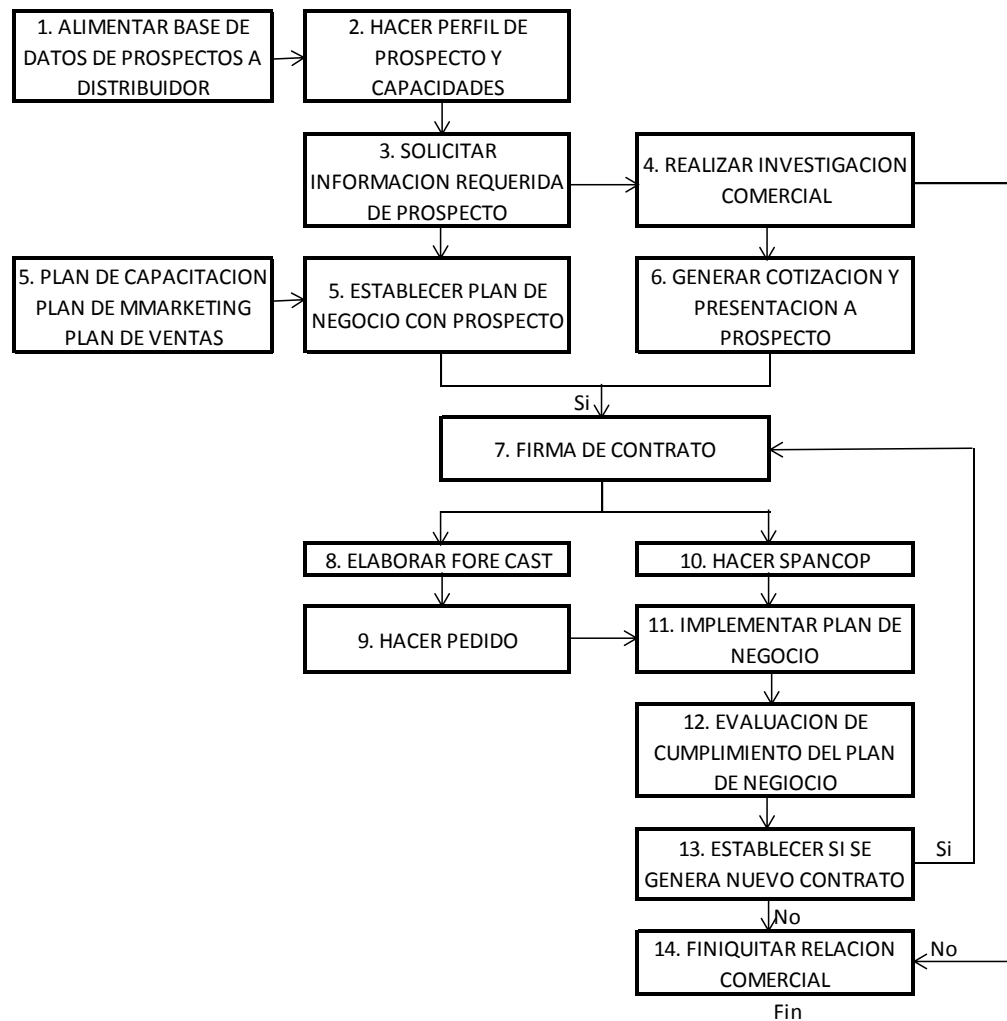 1. ALIMENTAR BASE DE
DATOS DE PROSPECTOS A
DISTRIBUIDOR
2. HACER PERFIL DE
PROSPECTO Y
CAPACIDADES
3. SOLICITAR
INFORMACION REQUERIDA
DE PROSPECTO
4. REALIZAR INVESTIGACION
COMERCIAL
5. PLAN DE CAPACITACION
PLAN DE MMARKETING
PLAN DE VENTAS
5. ESTABLECER PLAN DE
NEGOCIO CON PROSPECTO
6. GENERAR COTIZACION Y
PRESENTACION A
PROSPECTO
Si
7. FIRMA DE CONTRATO
8. ELABORAR FORE CAST
10. HACER SPANCOP
9. HACER PEDIDO
11. IMPLEMENTAR PLAN DE
NEGOCIO
12. EVALUACION DE
CUMPLIMIENTO DEL PLAN
DE NEGIOCIO
13. ESTABLECER SI SE
GENERA NUEVO CONTRATO
Si
No
14. FINIQUITAR RELACION
COMERCIAL
No
Fin